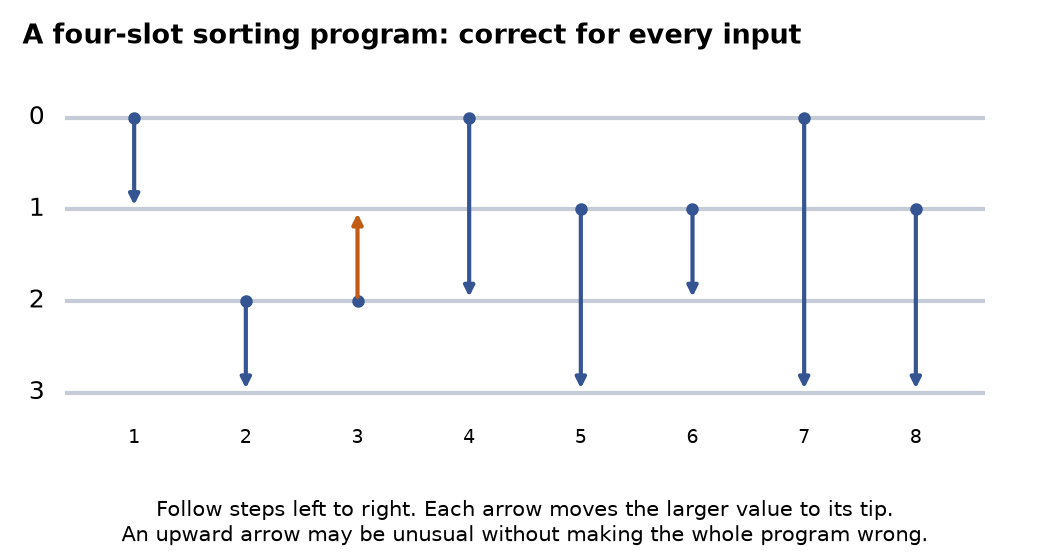 A four-slot sorting program: correct for every input
0
1
2
3
1 2 3 4 5 6 7 8
Follow steps left to right. Each arrow moves the larger value to its tip.
An upward arrow may be unusual without making the whole program wrong.